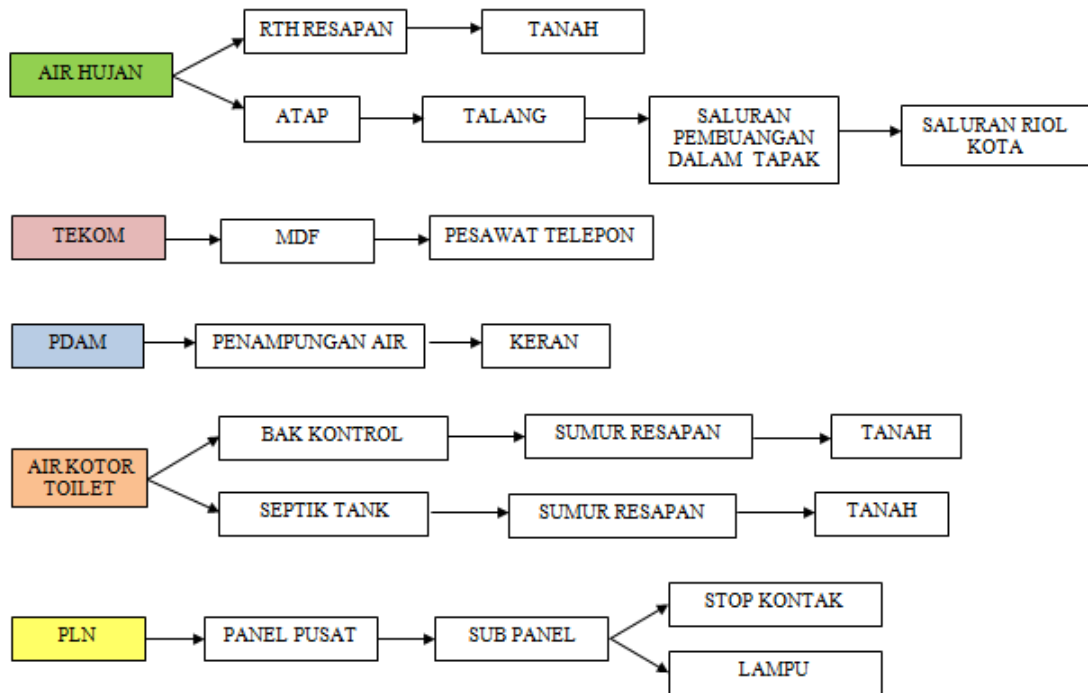 RTH RESAPAN
TANAH
AIR HUJAN
ATAP
TALANG
SALURAN
PEMBUANGAN
DALAM TAPAK
SALURAN RIOL
KOTA
TEKOM
MDF
PESAWAT TELEPON
PDAM
PENAMPUNGAN AIR
KERAN
BAK KONTROL
SUMUR RESAPAN
TANAH
AIR KOTOR
TOILET
SEPTIK TANK
SUMUR RESAPAN
TANAH
STOP KONTAK
PLN
PANEL PUSAT
SUB PANEL
LAMPU